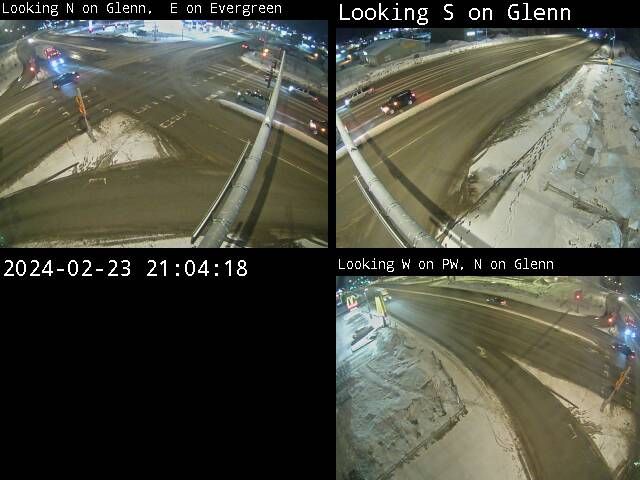 Looking N on Glenn,  E on Evergreen
Looking S on Glenn
2024-02-23 21:04:18
Looking W on PW, N on Glenn